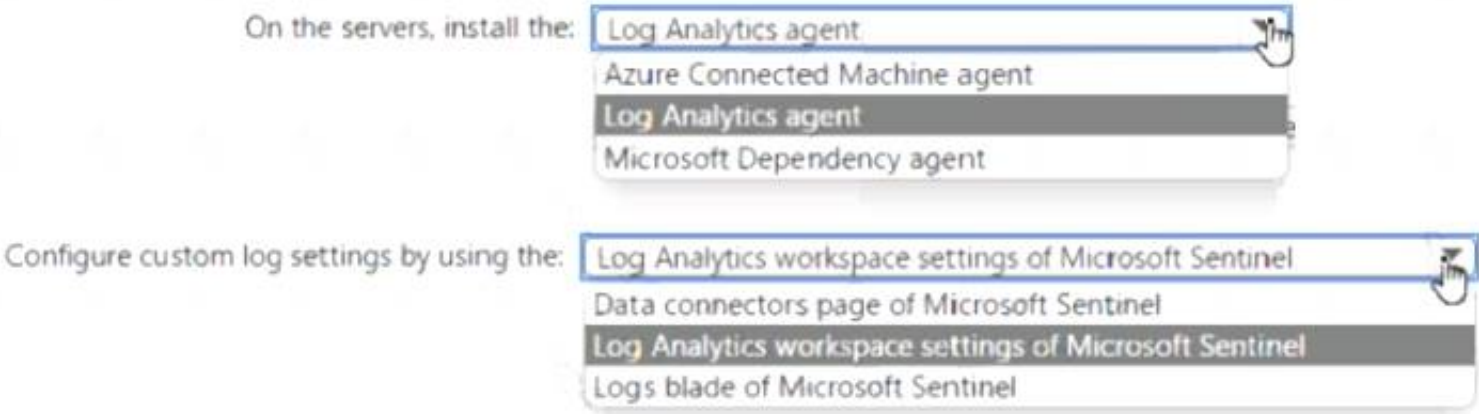 On the servers, install the: Log Analytics agent
Azure Connected Machine agent
Log Analytics agent
Microsoft Dependency agent
Configure custom log settings by using the: Log Analytics workspace settings of Microsoft Sentinel
Data connectors page of Microsoft Sentinel
Log Analytics workspace settings of Microsoft Sentinel
Logs blade of Microsoft Sentinel